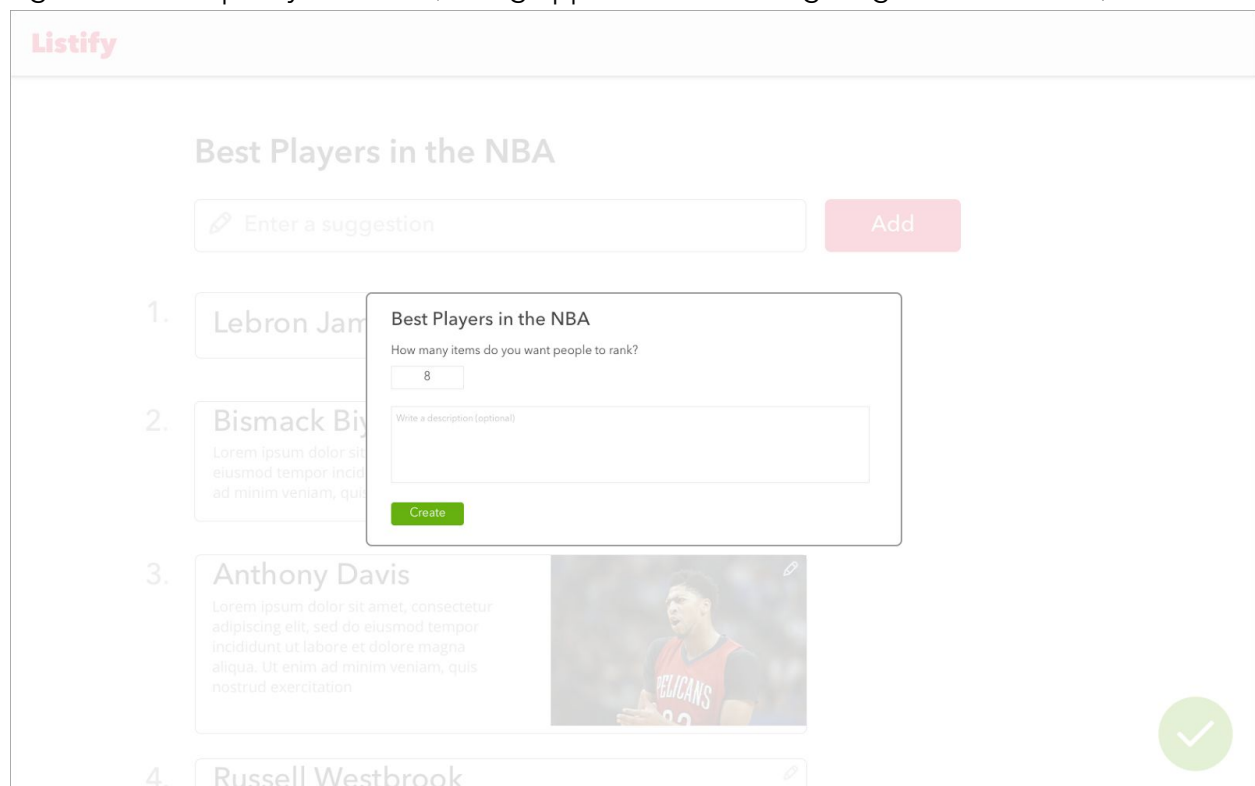 Listify
Best Players in the NBA
Enter a suggestion
Add
1.
Lebron Jam
Best Players in the NBA
How many items do you want people to rank?
8
Write a description (optional)
Create
2.
Bismack Biy
Lorem ipsum dolor sit
eiusmod tempor incid
ad minim veniam, quis
3.
Anthony Davis
Lorem ipsum dolor sit amet, consectetur
adipiscing elit, sed do eiusmod tempor
incididunt ut labore et dolore magna
aliqua. Ut enim ad minim veniam, quis
nostrud exercitation
PELICANS
4.
Russell Westbrook